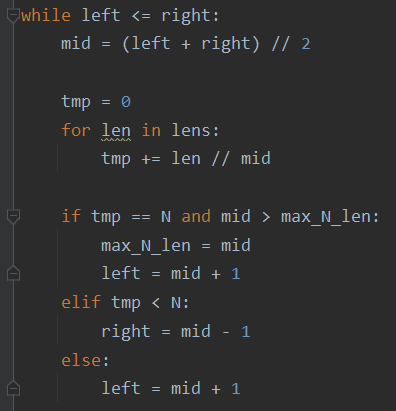 while left <= right:
    mid = (left + right) // 2
    tmp = 0
    for len in lens:
        tmp += len // mid
    if tmp == N and mid > max_N_len:
        max_N_len = mid
        left = mid + 1
    elif tmp < N:
        right = mid - 1
    else:
        left = mid + 1